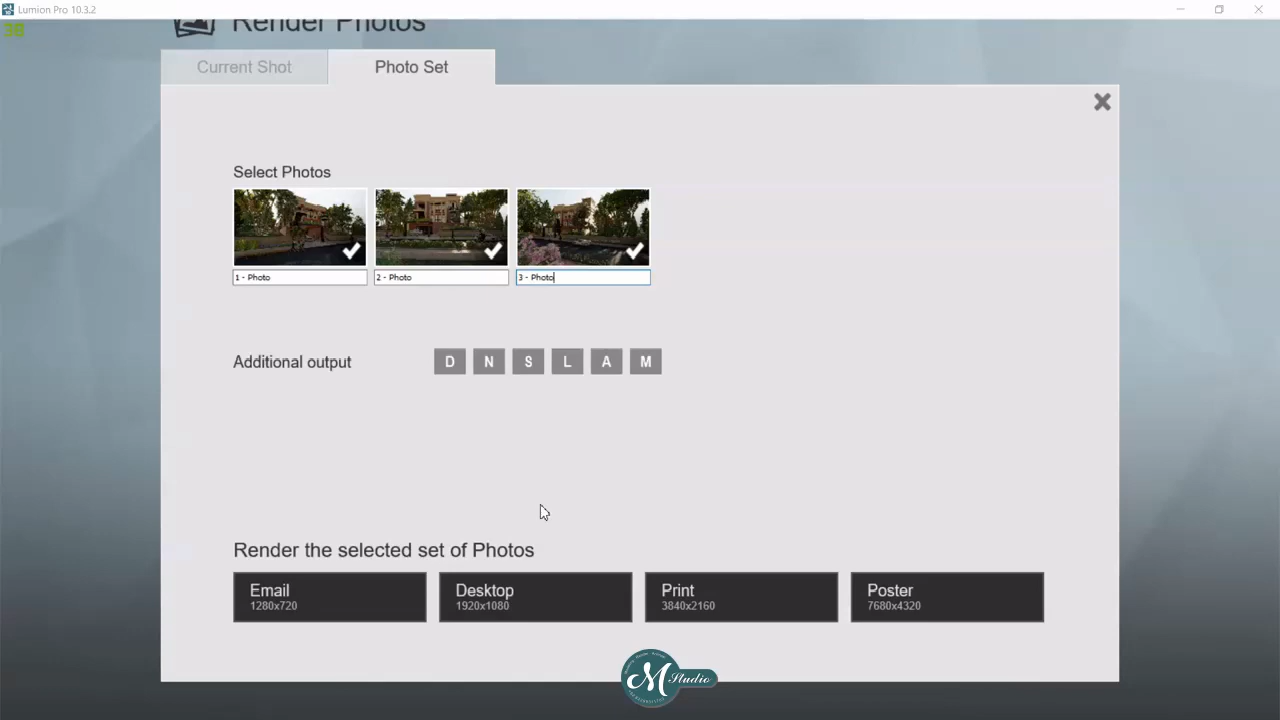 Lumion Pro 10.3.2
38
Render Photos
Current Shot
Photo Set
Select Photos
1 - Photo
2 - Photo
3 - Photo
Additional output
D N S L A M
Render the selected set of Photos
Email
1280x720
Desktop
1920x1080
Print
3840x2160
Poster
7680x4320
M Studio